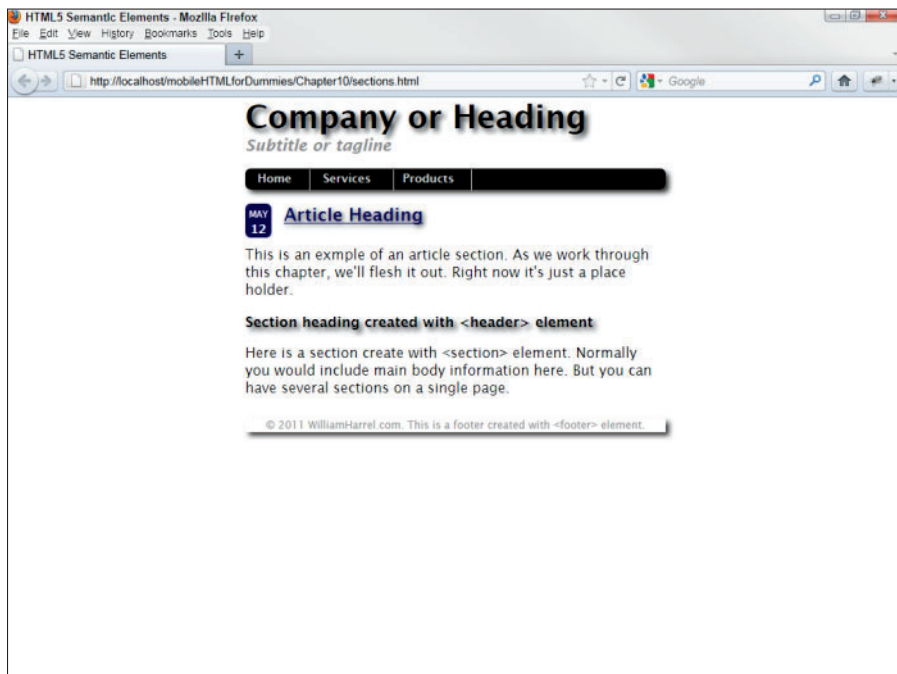 HTML5 Semantic Elements - Mozilla Firefox
File Edit View History Bookmarks Tools Help
HTML5 Semantic Elements
http://localhost/mobileHTMLforDummies/Chapter10/sections.html
Google
Company or Heading
Subtitle or tagline
Home Services Products
MAY
12
Article Heading
This is an exmple of an article section. As we work through
this chapter, we'll flesh it out. Right now it's just a place
holder.
Section heading created with <header> element
Here is a section create with <section> element. Normally
you would include main body information here. But you can
have several sections on a single page.
© 2011 WilliamHarrel.com. This is a footer created with <footer> element.